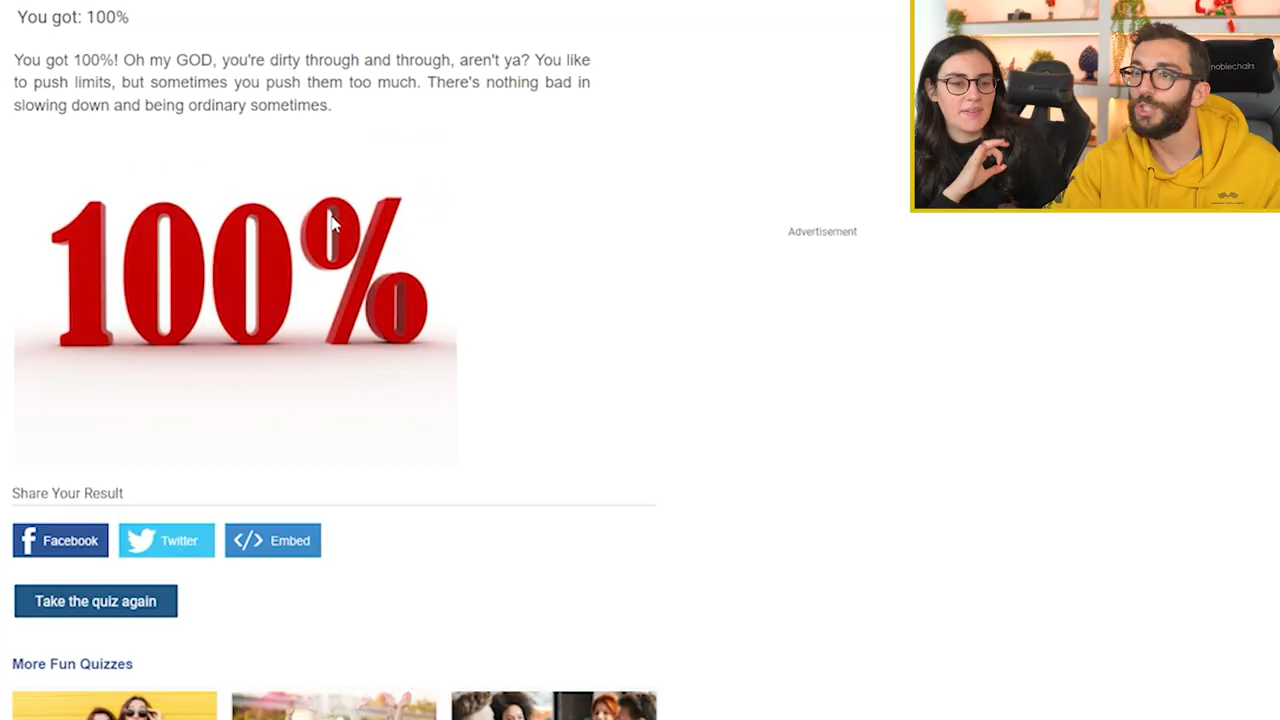 You got: 100%
You got 100%! Oh my GOD, you're dirty through and through, aren't ya? You like
to push limits, but sometimes you push them too much. There's nothing bad in
slowing down and being ordinary sometimes.
noblechairs
Advertisement
100%
Share Your Result
Facebook
Twitter
Embed
Take the quiz again
More Fun Quizzes